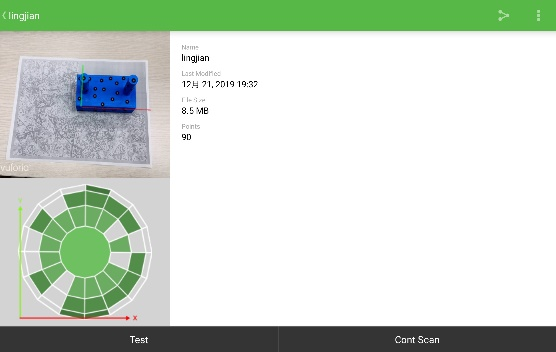 lingjian
Name
lingjian
Last Modified
12月 21, 2019 19:32
File Size
8.5 MB
Points
90
vuforia
Y
X
Test
Cont Scan